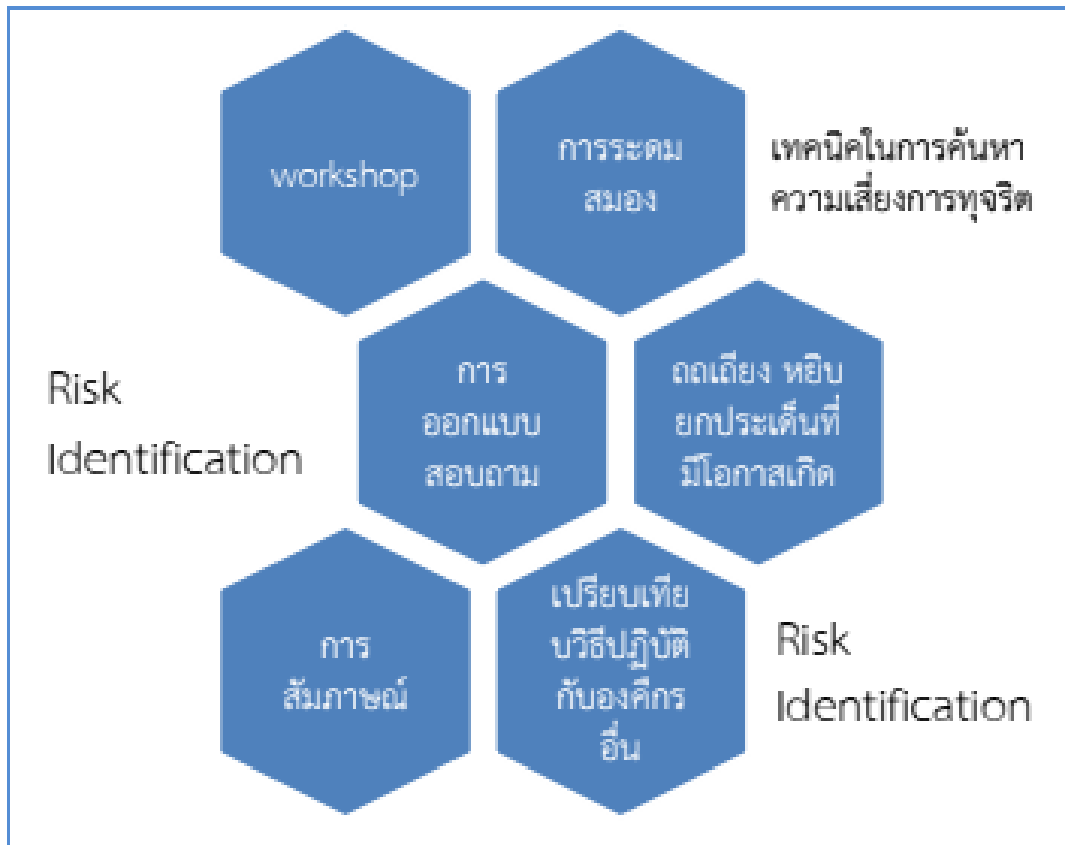 workshop
การระดม
สมอง
เทคนิคในการค้นหา
ความเสี่ยงการทุจริต
Risk
Identification
การ
ออกแบบ
สอบถาม
ถกเถียง หยิบ
ยกประเด็นที่
มีโอกาสเกิด
การ
สัมภาษณ์
เปรียบเทีย
บวิธีปฏิบัติ
กับองค์กร
อื่น
Risk
Identification